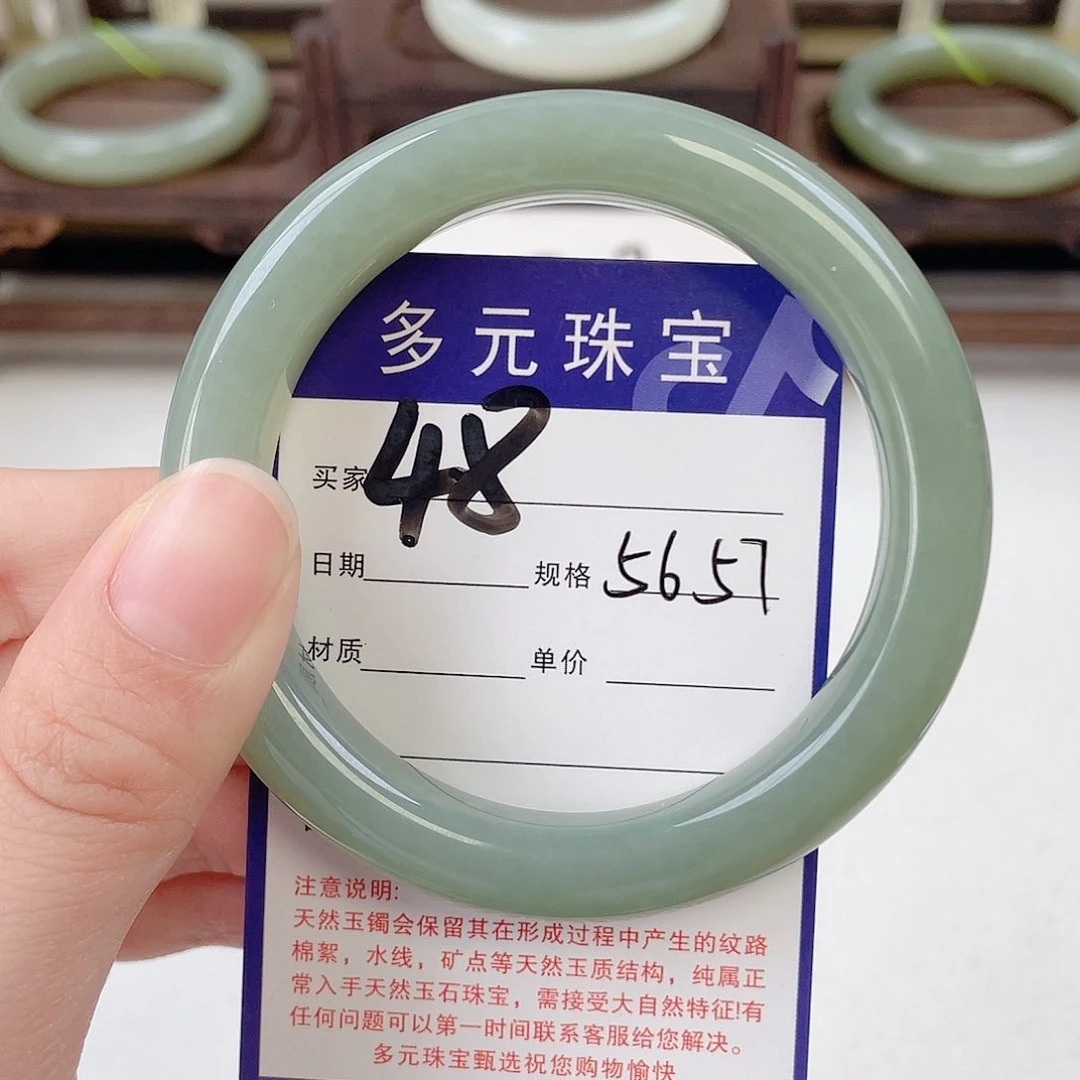 多元珠宝
买家 48
日期 规格 5657
材质 单价
注意说明:
天然玉镯会保留其在形成过程中产生的纹路
棉絮，水线，矿点等天然玉质结构，纯属正
常入手天然玉石珠宝，需接受大自然特征!有
任何问题可以第一时间联系客服给您解决。
多元珠宝甄选祝您购物愉快